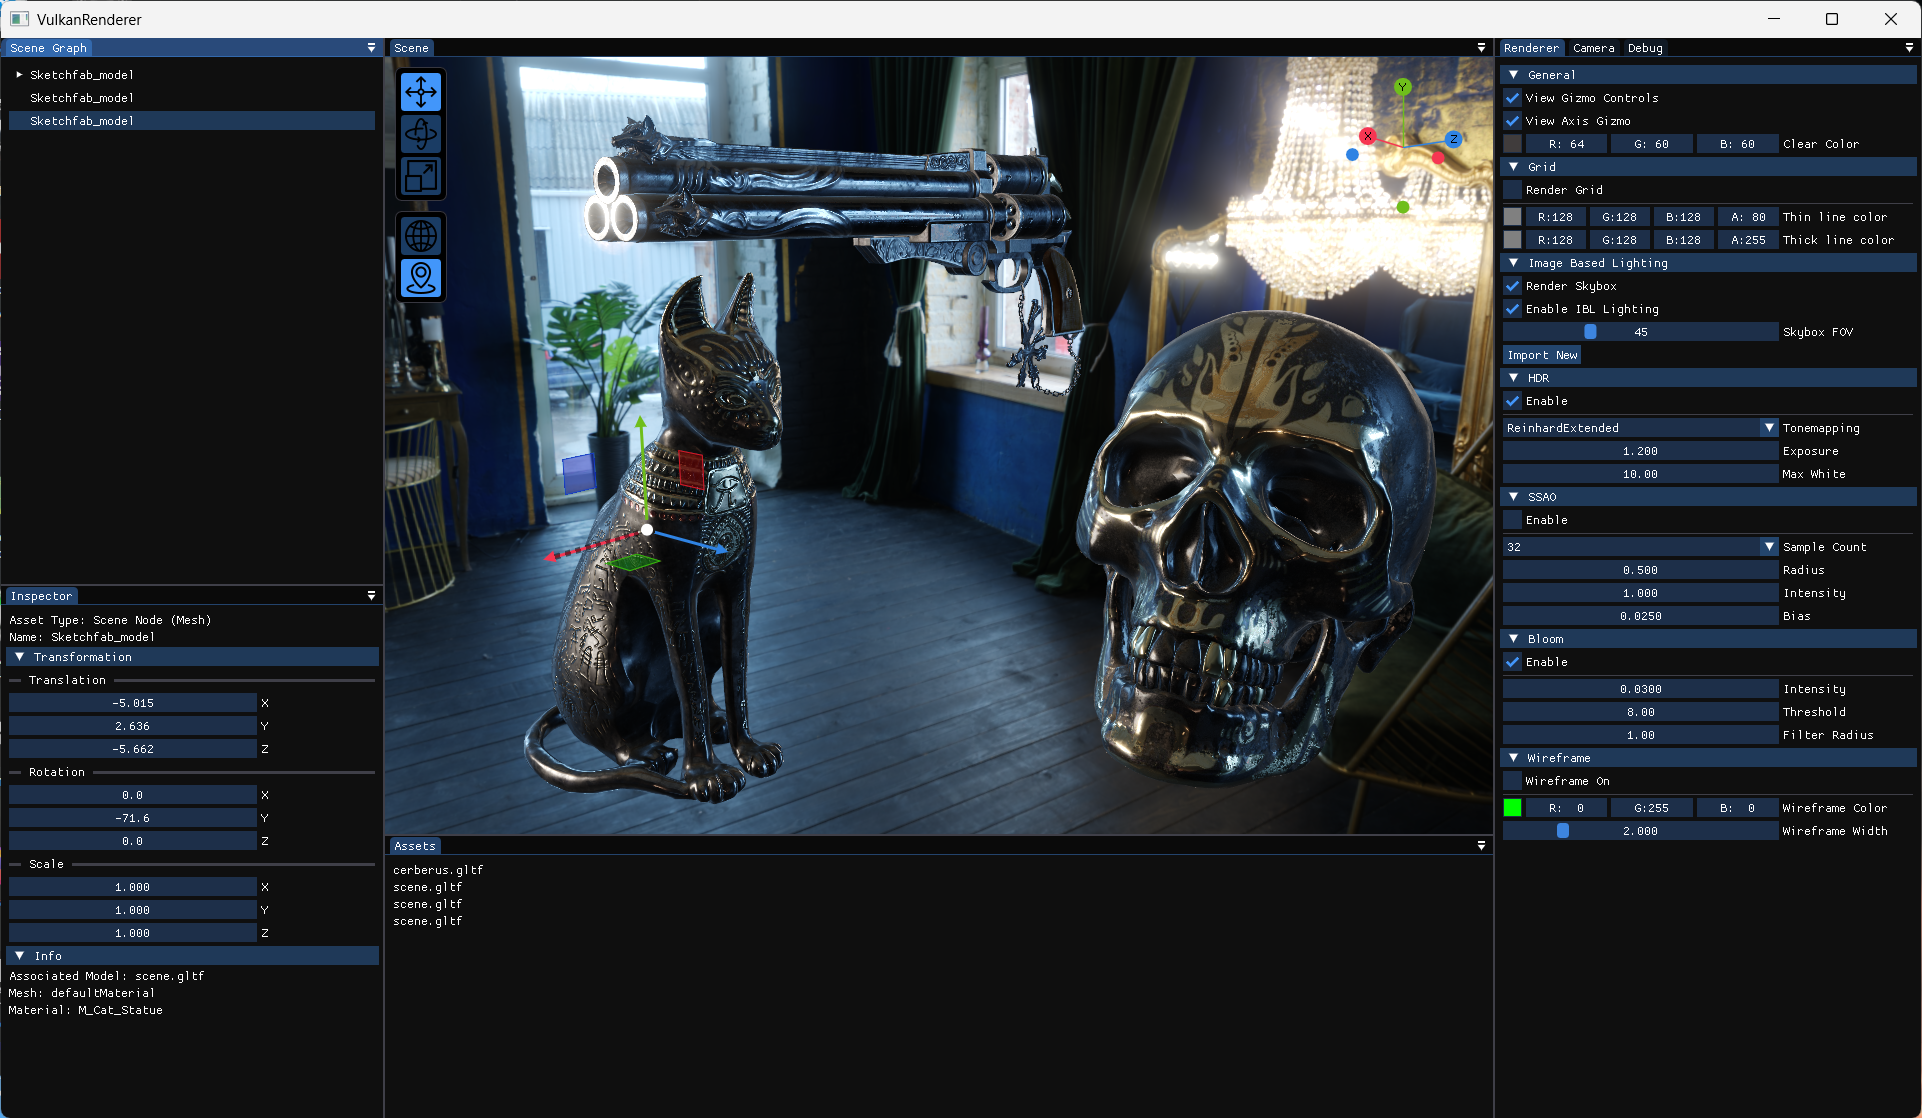 VulkanRenderer
Scene Graph
Sketchfab_model
Sketchfab_model
Sketchfab_model
Inspector
Asset Type: Scene Node (Mesh)
Name: Sketchfab_model
Transformation
Translation
-5.015 X
2.636 Y
-5.662 Z
Rotation
0.0 X
-71.6 Y
0.0 Z
Scale
1.000 X
1.000 Y
1.000 Z
Info
Associated Model: scene.gltf
Mesh: defaultMaterial
Material: M_Cat_Statue
Scene
Y
X Z
Assets
cerberus.gltf
scene.gltf
scene.gltf
scene.gltf
Renderer Camera Debug
General
View Gizmo Controls
View Axis Gizmo
R: 64 G: 60 B: 60 Clear Color
Grid
Render Grid
R:128 G:128 B:128 A: 80 Thin line color
R:128 G:128 B:128 A:255 Thick line color
Image Based Lighting
Render Skybox
Enable IBL Lighting
45 Skybox FOV
Import New
HDR
Enable
ReinhardExtended Tonemapping
1.200 Exposure
10.00 Max White
SSAO
Enable
32 Sample Count
0.500 Radius
1.000 Intensity
0.0250 Bias
Bloom
Enable
0.0300 Intensity
8.00 Threshold
1.00 Filter Radius
Wireframe
Wireframe On
R: 0 G:255 B: 0 Wireframe Color
2.000 Wireframe Width